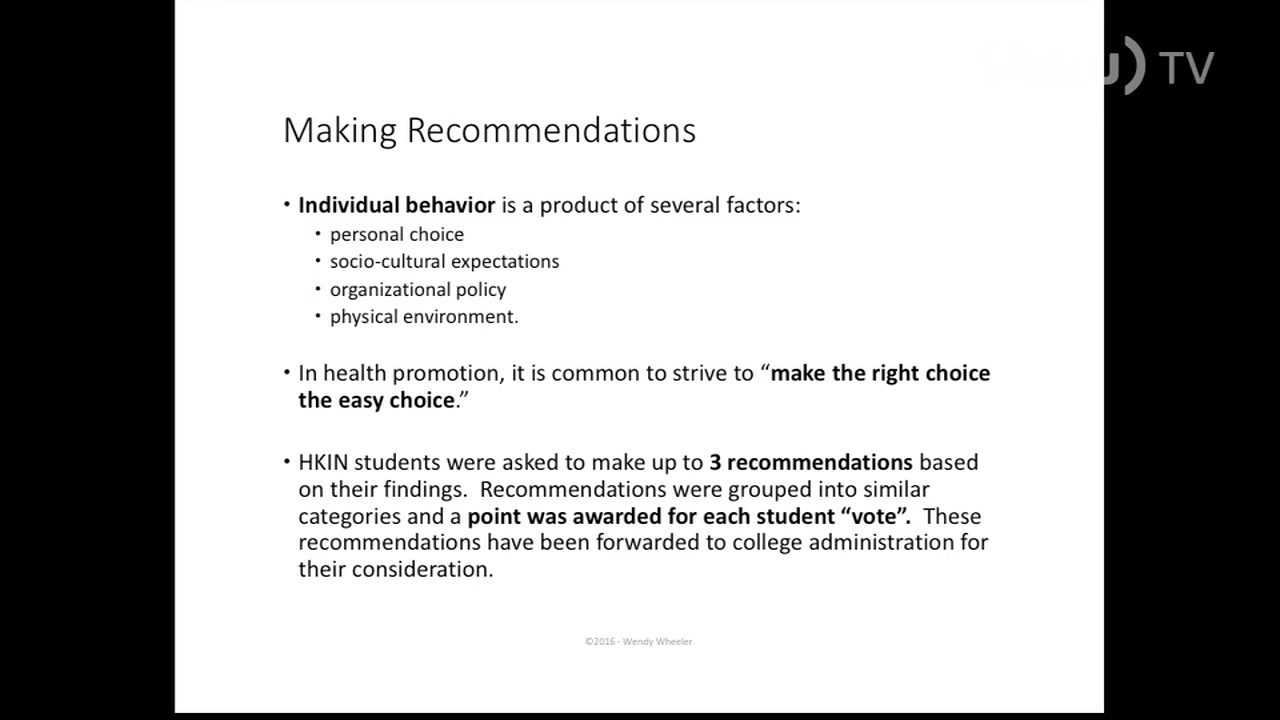 TV
Making Recommendations
• Individual behavior is a product of several factors:
• personal choice
• socio-cultural expectations
• organizational policy
• physical environment.
• In health promotion, it is common to strive to “make the right choice
the easy choice.”
• HKIN students were asked to make up to 3 recommendations based
on their findings.  Recommendations were grouped into similar
categories and a point was awarded for each student “vote”.  These
recommendations have been forwarded to college administration for
their consideration.
©2016 - Wendy Wheeler